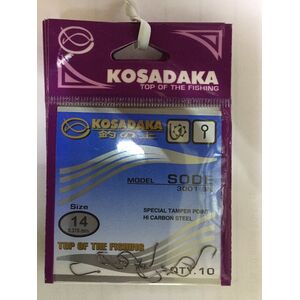 KOSADAKA
TOP OF THE FISHING
KOSADAKA
MODEL SODE
Size
14
SPECIAL TAMPER POINT
HI CARBON STEEL
TOP OF THE FISHING
QTY.10